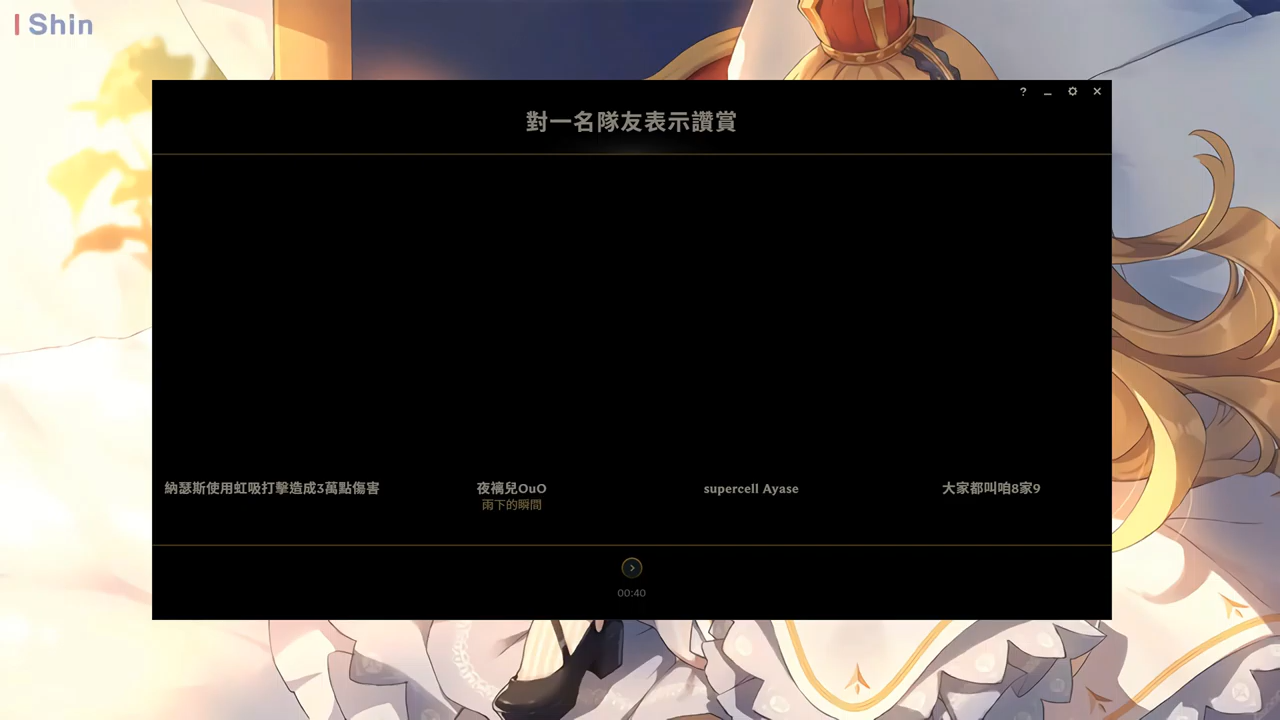 Shin
對一名隊友表示讚賞
納瑟斯使用虹吸打擊造成3萬點傷害
夜襔兒OuO
雨下的瞬間
supercell Ayase
大家都叫咱8家9
00:40